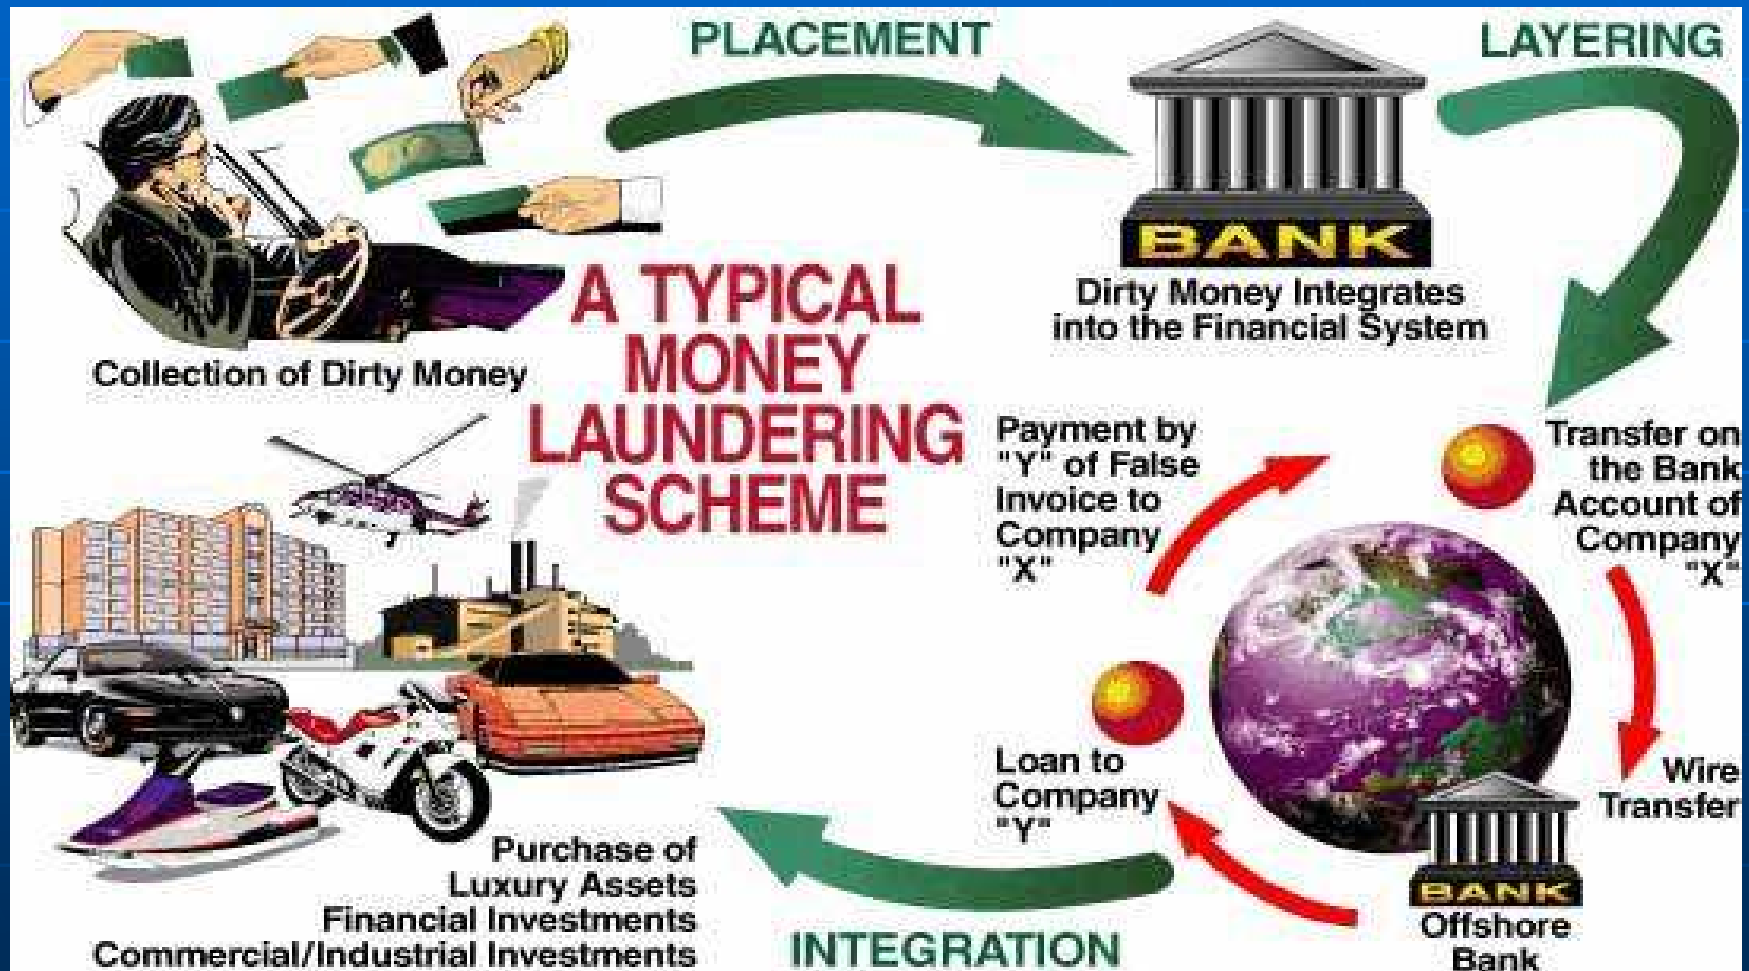 PLACEMENT
LAYERING
BANK
Dirty Money Integrates
into the Financial System
Collection of Dirty Money
A TYPICAL
MONEY
LAUNDERING
SCHEME
Payment by
"Y" of False
Invoice to
Company
"X"
Transfer on
the Bank
Account of
Company
"X"
Wire
Transfer
BANK
Offshore
Bank
Loan to
Company
"Y"
INTEGRATION
Purchase of
Luxury Assets
Financial Investments
Commercial/Industrial Investments